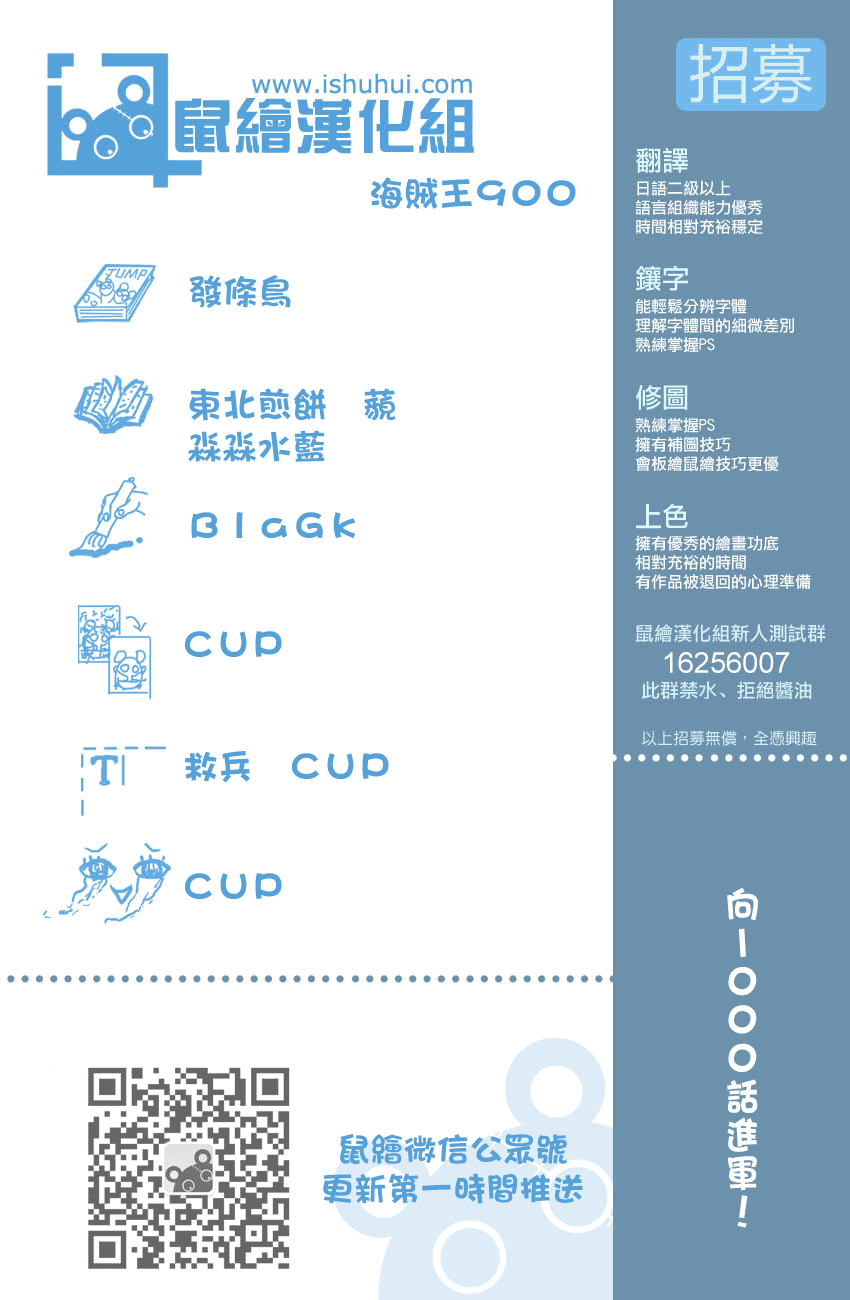 www.ishuhui.com
鼠繪漢化組
海賊王900
JUMP
發條鳥
東北煎餅 藐
淼淼水藍
BlaGk
CUP
T
救兵 CUP
CUP
鼠繪微信公眾號
更新第一時間推送
招募
翻譯
日語二級以上
語言組織能力優秀
時間相對充裕穩定
鑲字
能輕鬆分辨字體
理解字體間的細微差別
熟練掌握PS
修圖
熟練掌握PS
擁有補圖技巧
會板繪鼠繪技巧更優
上色
擁有優秀的繪畫功底
相對充裕的時間
有作品被退回的心理準備
鼠繪漢化組新人測試群
16256007
此群禁水、拒絕醬油
以上招募無償，全憑興趣
向1000話進軍！